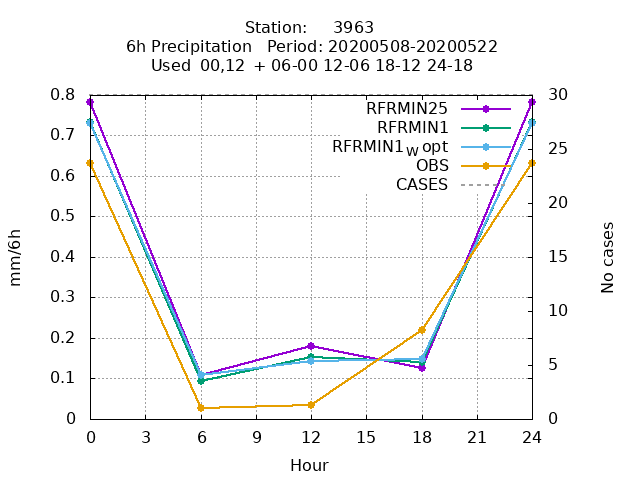 Station: 3963
6h Precipitation Period: 20200508-20200522
Used 00,12 + 06-00 12-06 18-12 24-18
0.8
0.7
0.6
0.5
0.4
0.3
0.2
0.1
0
30
25
20
15
10
5
0
RFRMIN25
RFRMIN1
RFRMIN1wopt
OBS
CASES
mm/6h
No cases
0 3 6 9 12 15 18 21 24
Hour